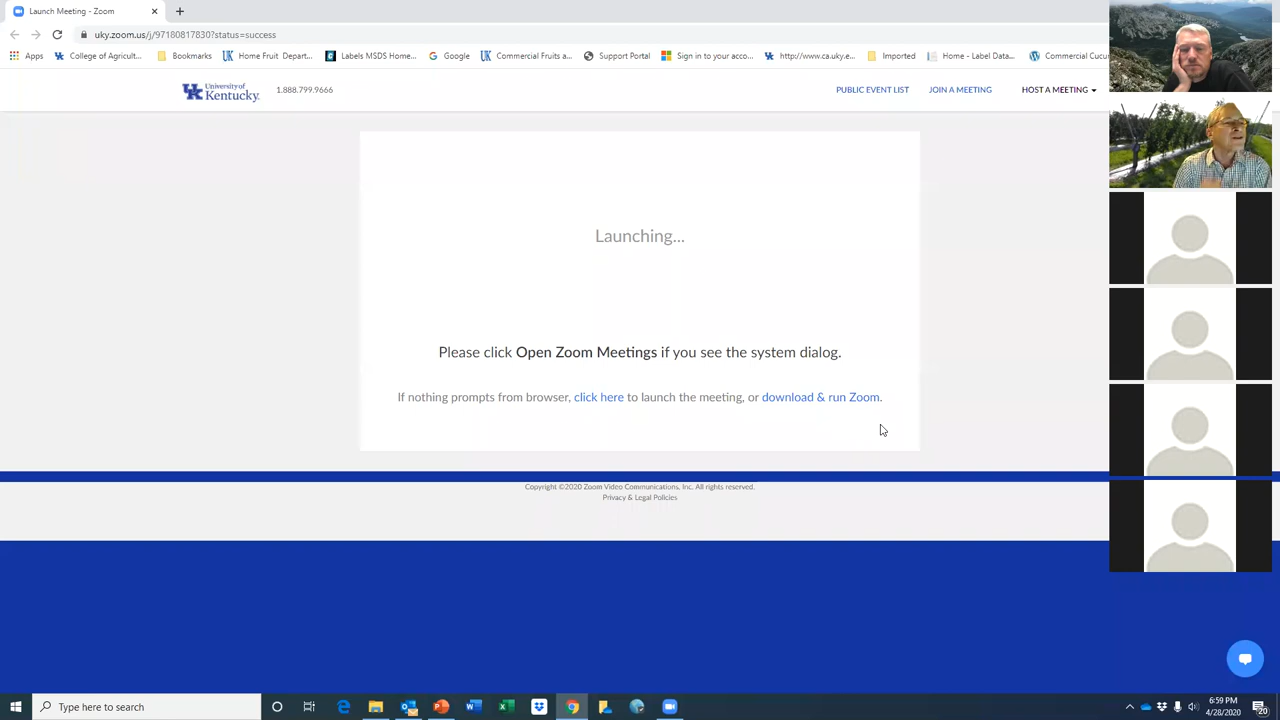 Launch Meeting - Zoom
uky.zoom.us/j/97180817830?status=success
Apps College of Agricult... Bookmarks Home Fruit Depart... Labels MSDS Home Google Commercial Fruits a... Support Portal Sign in to your acco... http://www.ca.uky.e... Imported Home - Label Data... Commercial Cucu
University of Kentucky 1.888.799.9666 PUBLIC EVENT LIST JOIN A MEETING HOST A MEETING
Launching...
Please click Open Zoom Meetings if you see the system dialog.
If nothing prompts from browser, click here to launch the meeting, or download & run Zoom.
Copyright ©2020 Zoom Video Communications, Inc. All rights reserved.
Privacy & Legal Policies
Type here to search
6:59 PM
4/28/2020
20